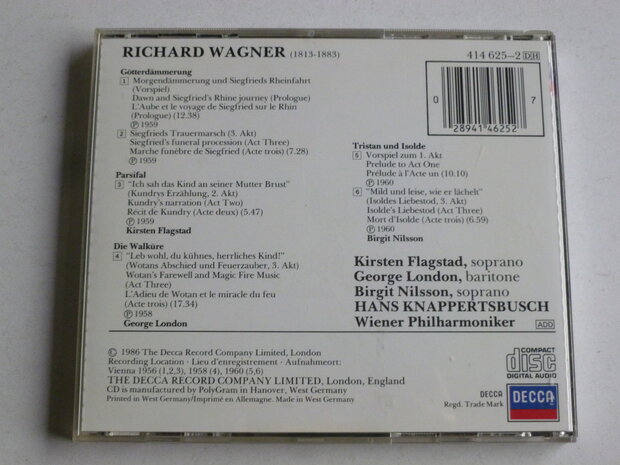 RICHARD WAGNER (1813-1883)
414 625-2 DH
0 28941 46252 7
Götterdämmerung
1 Morgendämmerung und Siegfrieds Rheinfahrt
(Vorspiel)
Dawn and Siegfried's Rhine journey (Prologue)
L'Aube et le voyage de Siegfried sur le Rhin
(Prologue) (12.38)
Ⓟ 1959
2 Siegfrieds Trauermarsch (3. Akt)
Siegfried's funeral procession (Act Three)
Marche funèbre de Siegfried (Acte trois) (7.28)
Ⓟ 1959
Parsifal
3 "Ich sah das Kind an seiner Mutter Brust"
(Kundrys Erzählung, 2. Akt)
Kundry's narration (Act Two)
Récit de Kundry (Acte deux) (5.47)
Ⓟ 1959
Kirsten Flagstad
Die Walküre
4 "Leb wohl, du kühnes, herrliches Kind!"
(Wotans Abschied und Feuerzauber, 3. Akt)
Wotan's Farewell and Magic Fire Music
(Act Three)
L'Adieu de Wotan et le miracle du feu
(Acte trois) (17.34)
Ⓟ 1958
George London
Tristan und Isolde
5 Vorspiel zum 1. Akt
Prelude to Act One
Prélude à l'Acte un (10.10)
Ⓟ 1960
6 "Mild und leise, wie er lächelt"
(Isoldes Liebestod, 3. Akt)
Isolde's Liebestod (Act Three)
Mort d'Isolde (Acte trois) (6.59)
Ⓟ 1960
Birgit Nilsson
Kirsten Flagstad, soprano
George London, baritone
Birgit Nilsson, soprano
HANS KNAPPERTSBUSCH
Wiener Philharmoniker ADD
© 1986 The Decca Record Company Limited, London
Recording Location · Lieu d'enregistrement · Aufnahmeort:
Vienna 1956 (1,2,3), 1958 (4), 1960 (5,6)
THE DECCA RECORD COMPANY LIMITED, London, England
CD is manufactured by PolyGram in Hanover, West Germany
Printed in West Germany/Imprimé en Allemagne. Made in West Germany
COMPACT
disc
DIGITAL AUDIO
DECCA
Regd. Trade Mark
DECCA